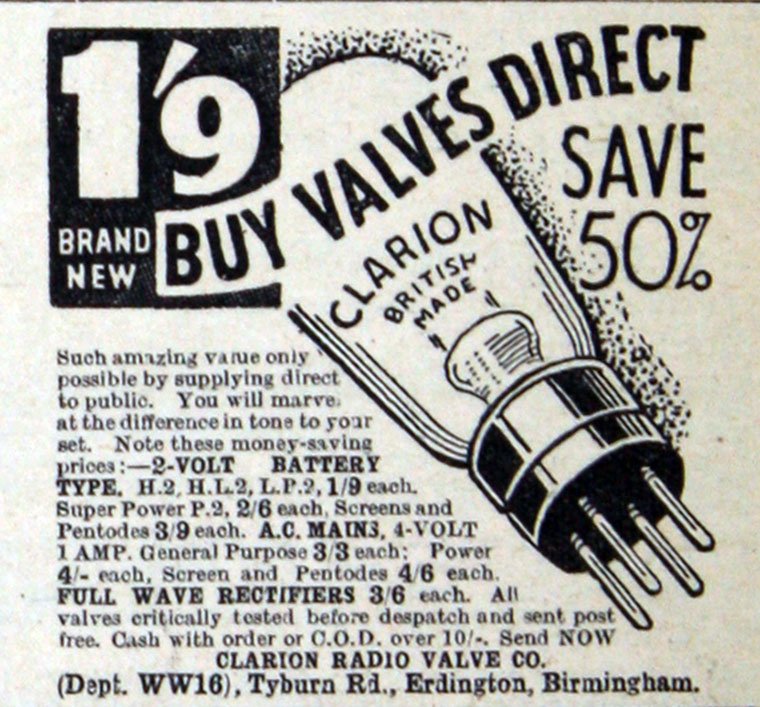 1'9
BRAND
NEW
BUY VALVES DIRECT
SAVE
50%
CLARION
BRITISH
MADE
Such amazing value only
possible by supplying direct
to public. You will marvel
at the difference in tone to your
set. Note these money-saving
prices :—2-VOLT BATTERY
TYPE. H.2, H.L.2, L.P.2, 1/9 each.
Super Power P.2, 2/6 each, Screens and
Pentodes 3/9 each. A.C. MAINS, 4-VOLT
1 AMP. General Purpose 3/3 each; Power
4/- each, Screen and Pentodes 4/6 each.
FULL WAVE RECTIFIERS 3/6 each. All
valves critically tested before despatch and sent post
free. Cash with order or C.O.D. over 10/-. Send NOW
CLARION RADIO VALVE CO.
(Dept. WW16), Tyburn Rd., Erdington, Birmingham.